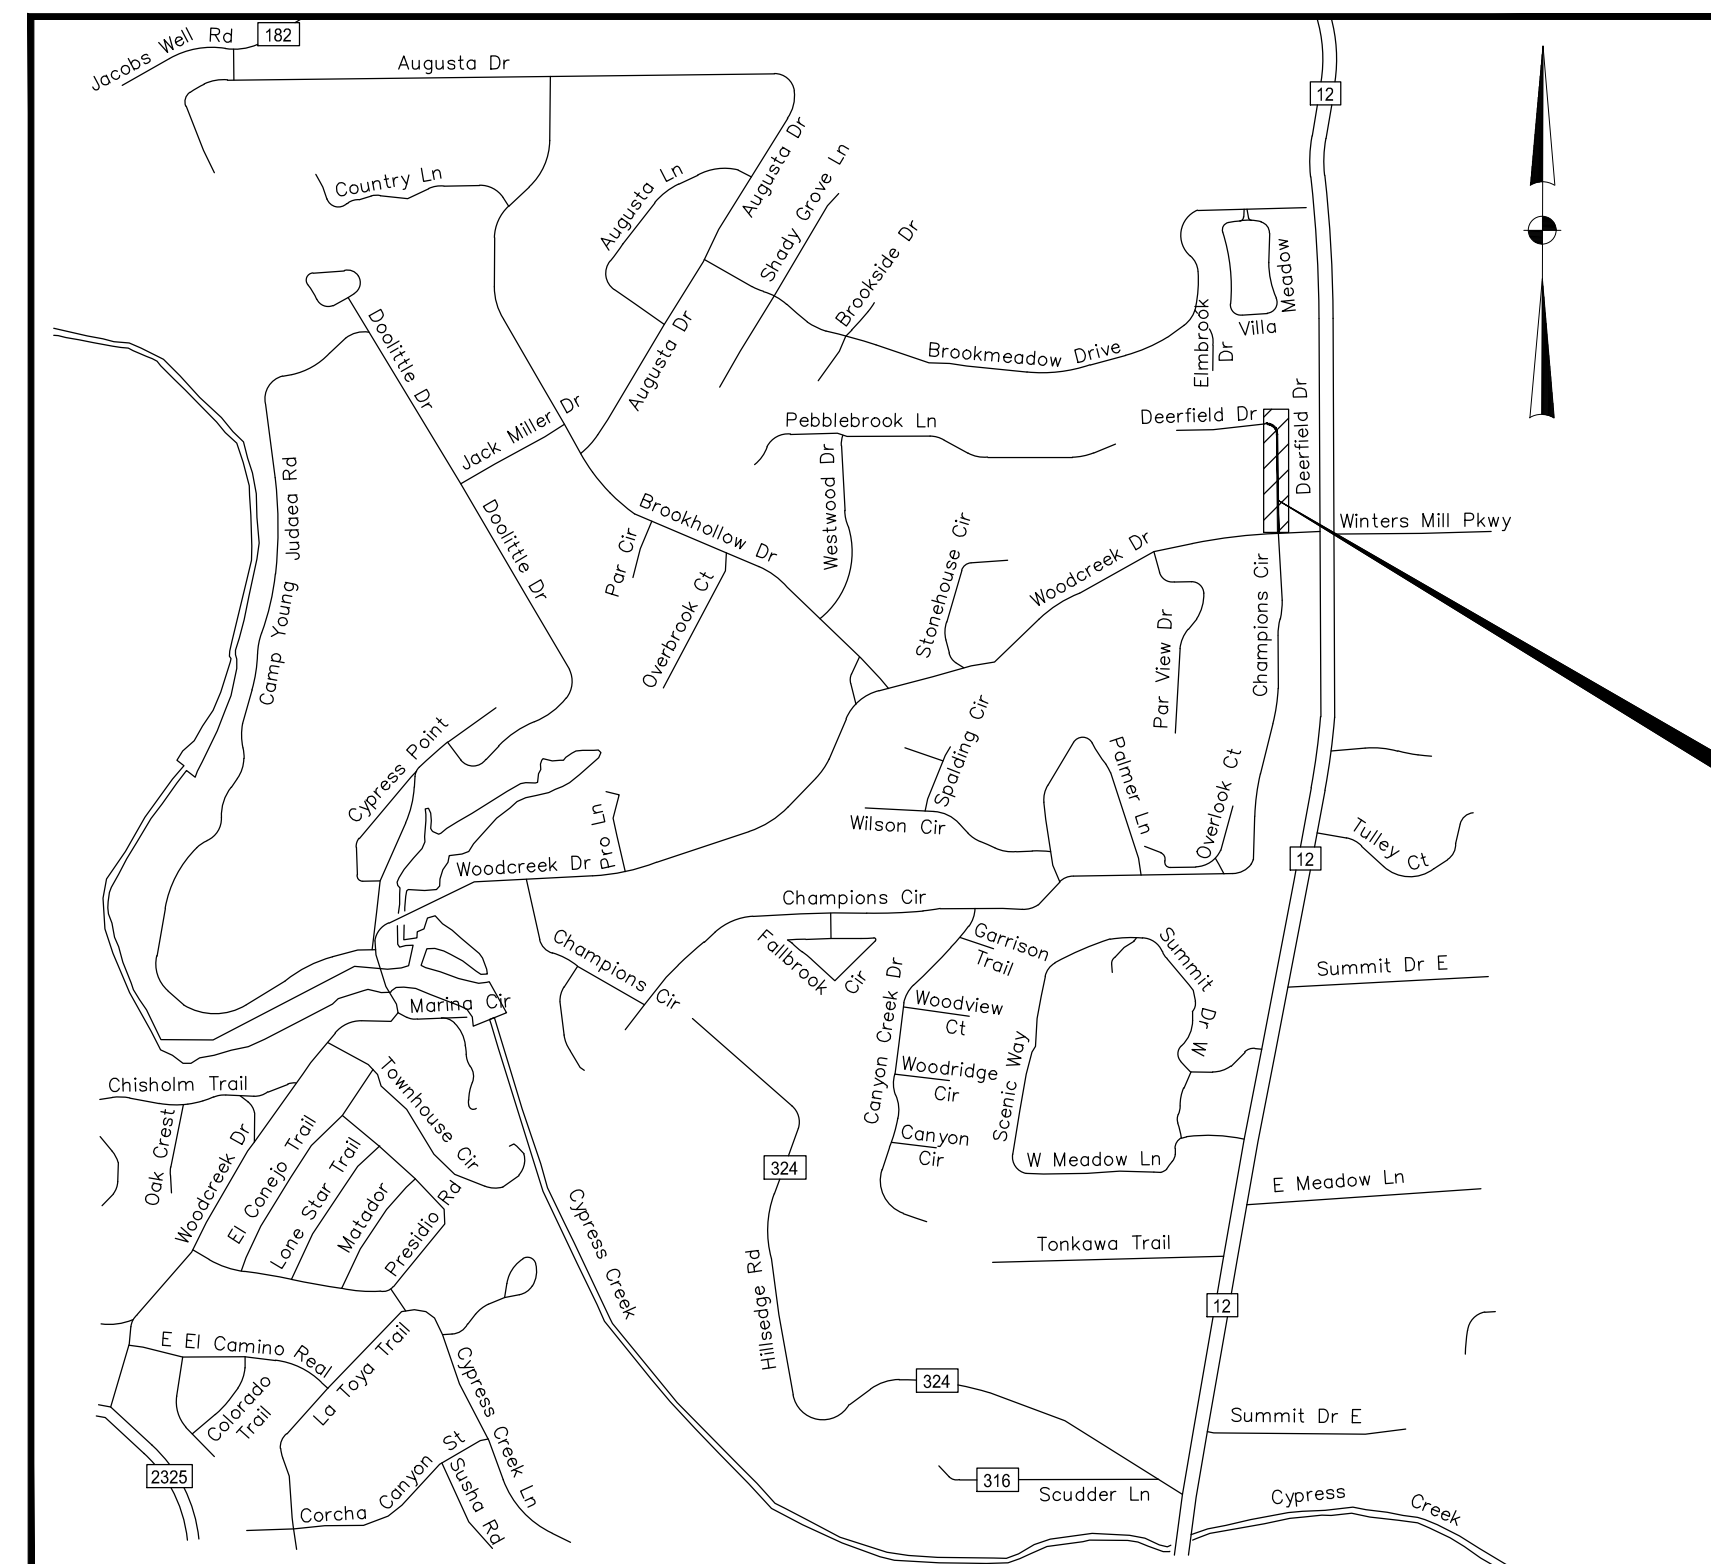 Jacobs Well Rd
182
Augusta Dr
12
Country Ln
Augusta Ln
Augusta Dr
Shady Grove Ln
Brookside Dr
Villa
Meadow
Elmbrook
Dr
Brookmeadow Drive
Doolittle Dr
Augusta Dr
Jack Miller Dr
Pebblebrook Ln
Deerfield Dr
Deerfield Dr
Camp Young Judaea Rd
Doolittle Dr
Brookhollow Dr
Westwood Dr
Par Cir
Overbrook Ct
Stonehouse Cir
Woodcreek Dr
Winters Mill Pkwy
Par View Dr
Champions Cir
Cypress Point
Spalding Cir
Palmer Ln
Overlook Ct
Pro Ln
Wilson Cir
12
Tulley Ct
Woodcreek Dr
Champions Cir
Fallbrook
Cir
Champions Cir
Garrison
Trail
Summit Dr W
Summit Dr E
Marina Cir
Canyon Creek Dr
Woodview
Ct
Woodridge
Cir
Scenic Way
Canyon
Cir
Chisholm Trail
Oak Crest
Townhouse Cir
Woodcreek Dr
El Conejo Trail
Lone Star Trail
Matador
Presidio Rd
324
W Meadow Ln
E Meadow Ln
Cypress Creek
Tonkawa Trail
Hillsedge Rd
12
E El Camino Real
La Toya Trail
Colorado
Trail
Cypress Creek Ln
324
Summit Dr E
2325
Corcha Canyon St
Susha Rd
316
Scudder Ln
Cypress Creek